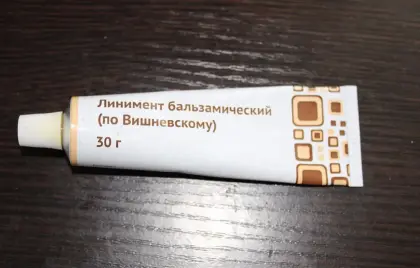 Линимент бальзамический
(по Вишневскому)
30 г